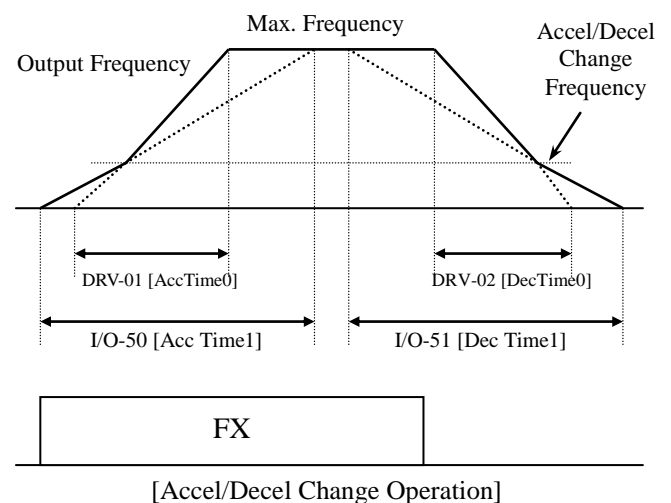 Max. Frequency
Accel/Decel
Change
Frequency
Output Frequency
DRV-01 [AccTime0]
DRV-02 [DecTime0]
I/O-50 [Acc Time1]
I/O-51 [Dec Time1]
FX
[Accel/Decel Change Operation]